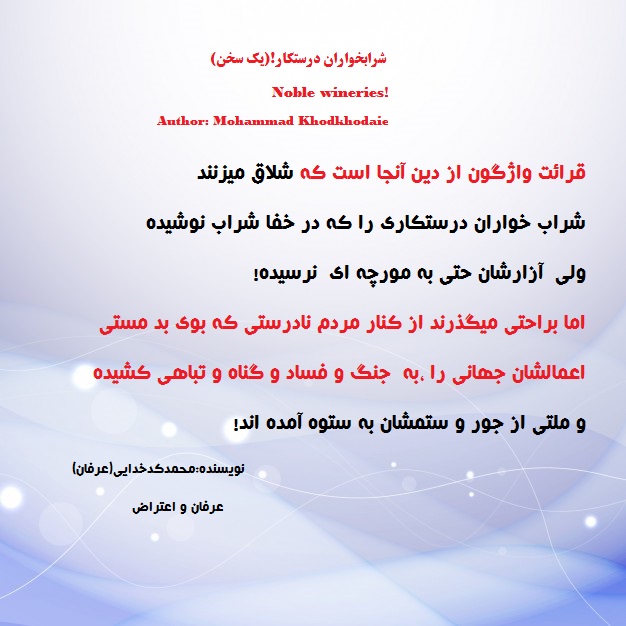 شرابخواران درستکار!(یک سخن)
Noble wineries!
Author: Mohammad Khodkhodaie
قرائت واژگون از دین آنجا است که شلاق میزنند
شراب خواران درستکاری را که در خفا شراب نوشیده
ولی آزارشان حتی به مورچه ای نرسیده!
اما براحتی میگذرند از کنار مردم نادرستی که بوی بد مستی
اعمالشان جهانی را ،به جنگ و فساد و گناه و تباهی کشیده
و ملتی از جور و ستمشان به ستوه آمده اند!
نویسنده:محمدکدخدایی(عرفان)
عرفان و اعتراض